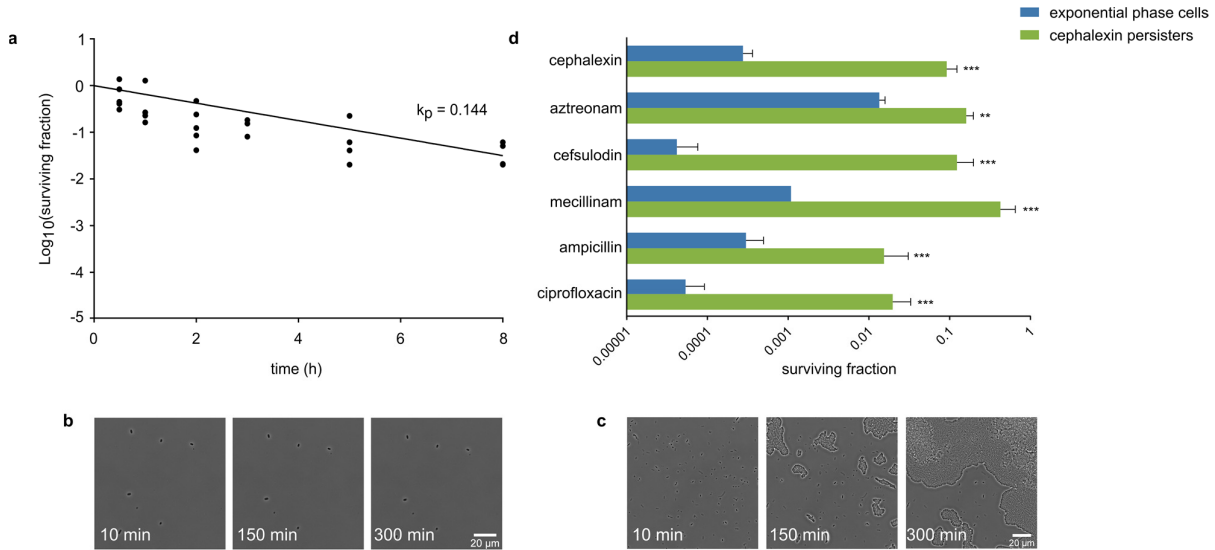 a
1
0
-1
-2
-3
-4
-5
Log10(surviving fraction)
kp = 0.144
0
2
4
6
8
time (h)
d
exponential phase cells
cephalexin persisters
cephalexin
***
aztreonam
**
cefsulodin
***
mecillinam
***
ampicillin
***
ciprofloxacin
***
0.00001
0.0001
0.001
0.01
0.1
1
surviving fraction
b
10 min
150 min
300 min
20 µm
c
10 min
150 min
300 min
20 µm